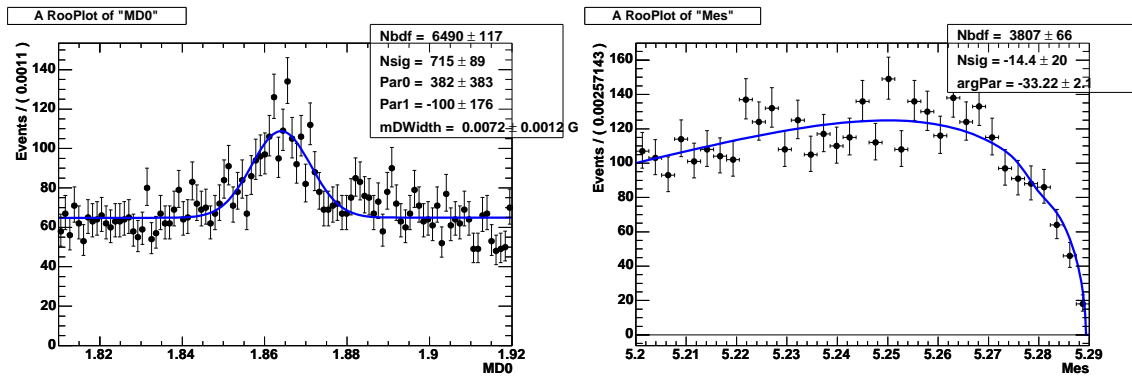 A RooPlot of "MD0"
Nbdf = 6490 ± 117
Nsig = 715 ± 89
Par0 = 382 ± 383
Par1 = -100 ± 176
mDWidth = 0.0072 ± 0.0012 G
Events / ( 0.0011 )
140
120
100
80
60
40
20
0
1.82
1.84
1.86
1.88
1.9
1.92
MD0
A RooPlot of "Mes"
Nbdf = 3807 ± 66
Nsig = -14.4 ± 20
argPar = -33.22 ± 2.1
Events / ( 0.00257143 )
160
140
120
100
80
60
40
20
0
5.2
5.21
5.22
5.23
5.24
5.25
5.26
5.27
5.28
5.29
Mes